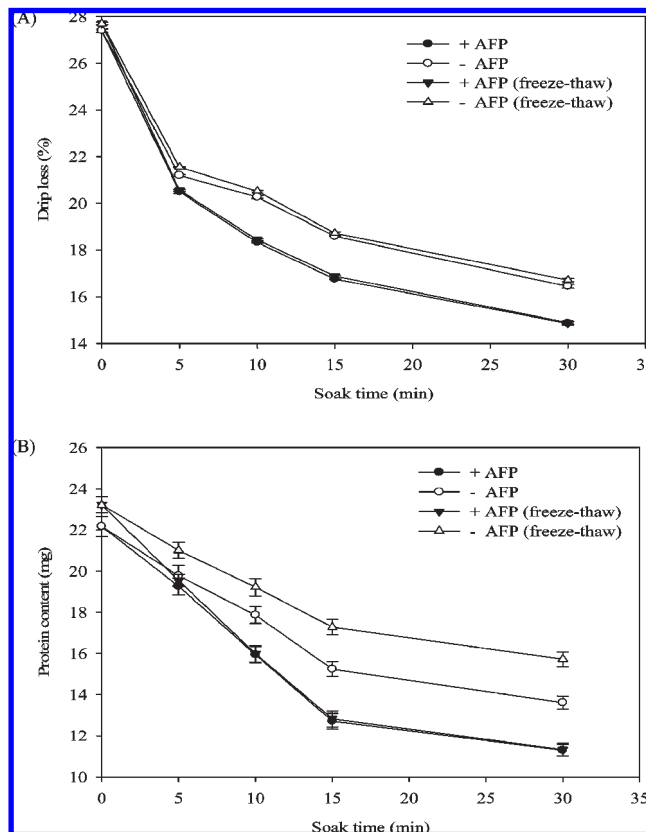 (A)
28
26
24
22
20
18
16
14
Drip loss (%)
+ AFP
- AFP
+ AFP (freeze-thaw)
- AFP (freeze-thaw)
0 5 10 15 20 25 30 3
Soak time (min)
(B)
26
24
22
20
18
16
14
12
10
Protein content (mg)
+ AFP
- AFP
+ AFP (freeze-thaw)
- AFP (freeze-thaw)
0 5 10 15 20 25 30 35
Soak time (min)